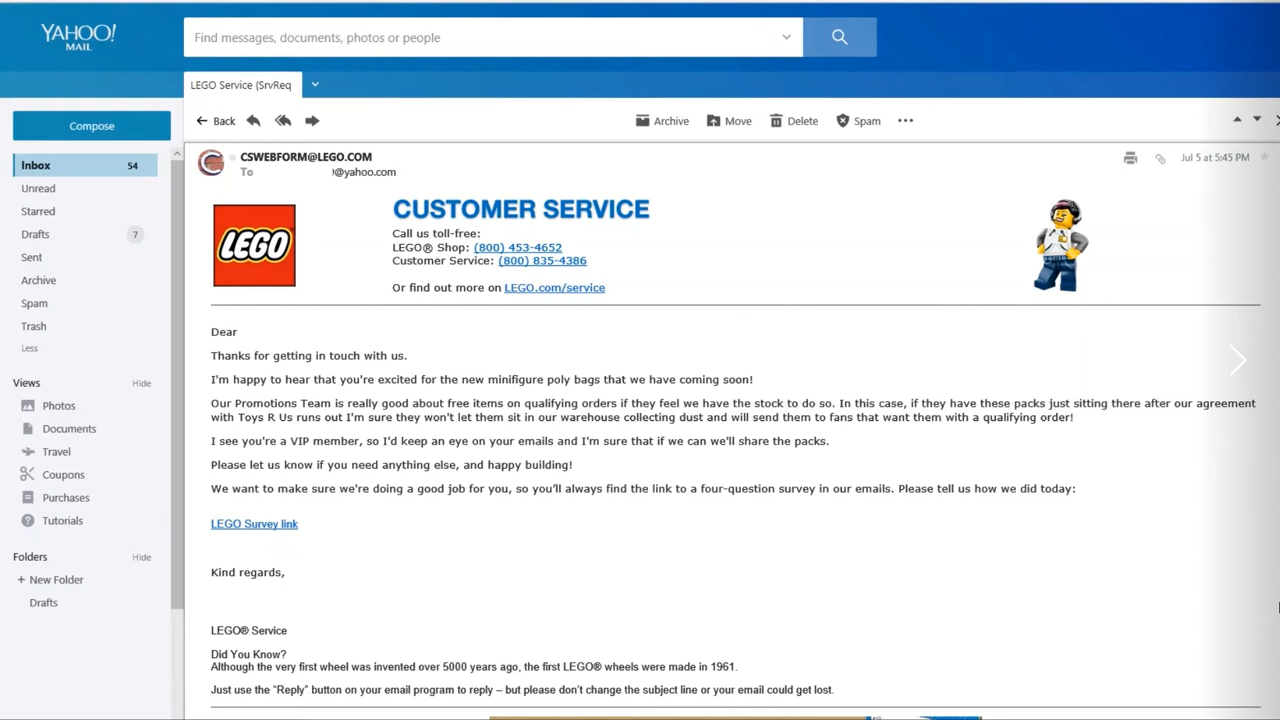 YAHOO!
MAIL
Find messages, documents, photos or people
LEGO Service (SrvReq
Compose
Back
Archive
Move
Delete
Spam
Inbox 54
Unread
Starred
Drafts 7
Sent
Archive
Spam
Trash
Less
Views Hide
Photos
Documents
Travel
Coupons
Purchases
Tutorials
Folders Hide
+ New Folder
Drafts
CSWEBFORM@LEGO.COM
To !@yahoo.com
Jul 5 at 5:45 PM
LEGO
CUSTOMER SERVICE
Call us toll-free:
LEGO® Shop: (800) 453-4652
Customer Service: (800) 835-4386
Or find out more on LEGO.com/service
Dear
Thanks for getting in touch with us.
I'm happy to hear that you're excited for the new minifigure poly bags that we have coming soon!
Our Promotions Team is really good about free items on qualifying orders if they feel we have the stock to do so. In this case, if they have these packs just sitting there after our agreement
with Toys R Us runs out I'm sure they won't let them sit in our warehouse collecting dust and will send them to fans that want them with a qualifying order!
I see you're a VIP member, so I'd keep an eye on your emails and I'm sure that if we can we'll share the packs.
Please let us know if you need anything else, and happy building!
We want to make sure we're doing a good job for you, so you'll always find the link to a four-question survey in our emails. Please tell us how we did today:
LEGO Survey link
Kind regards,
LEGO® Service
Did You Know?
Although the very first wheel was invented over 5000 years ago, the first LEGO® wheels were made in 1961.
Just use the “Reply” button on your email program to reply – but please don’t change the subject line or your email could get lost.